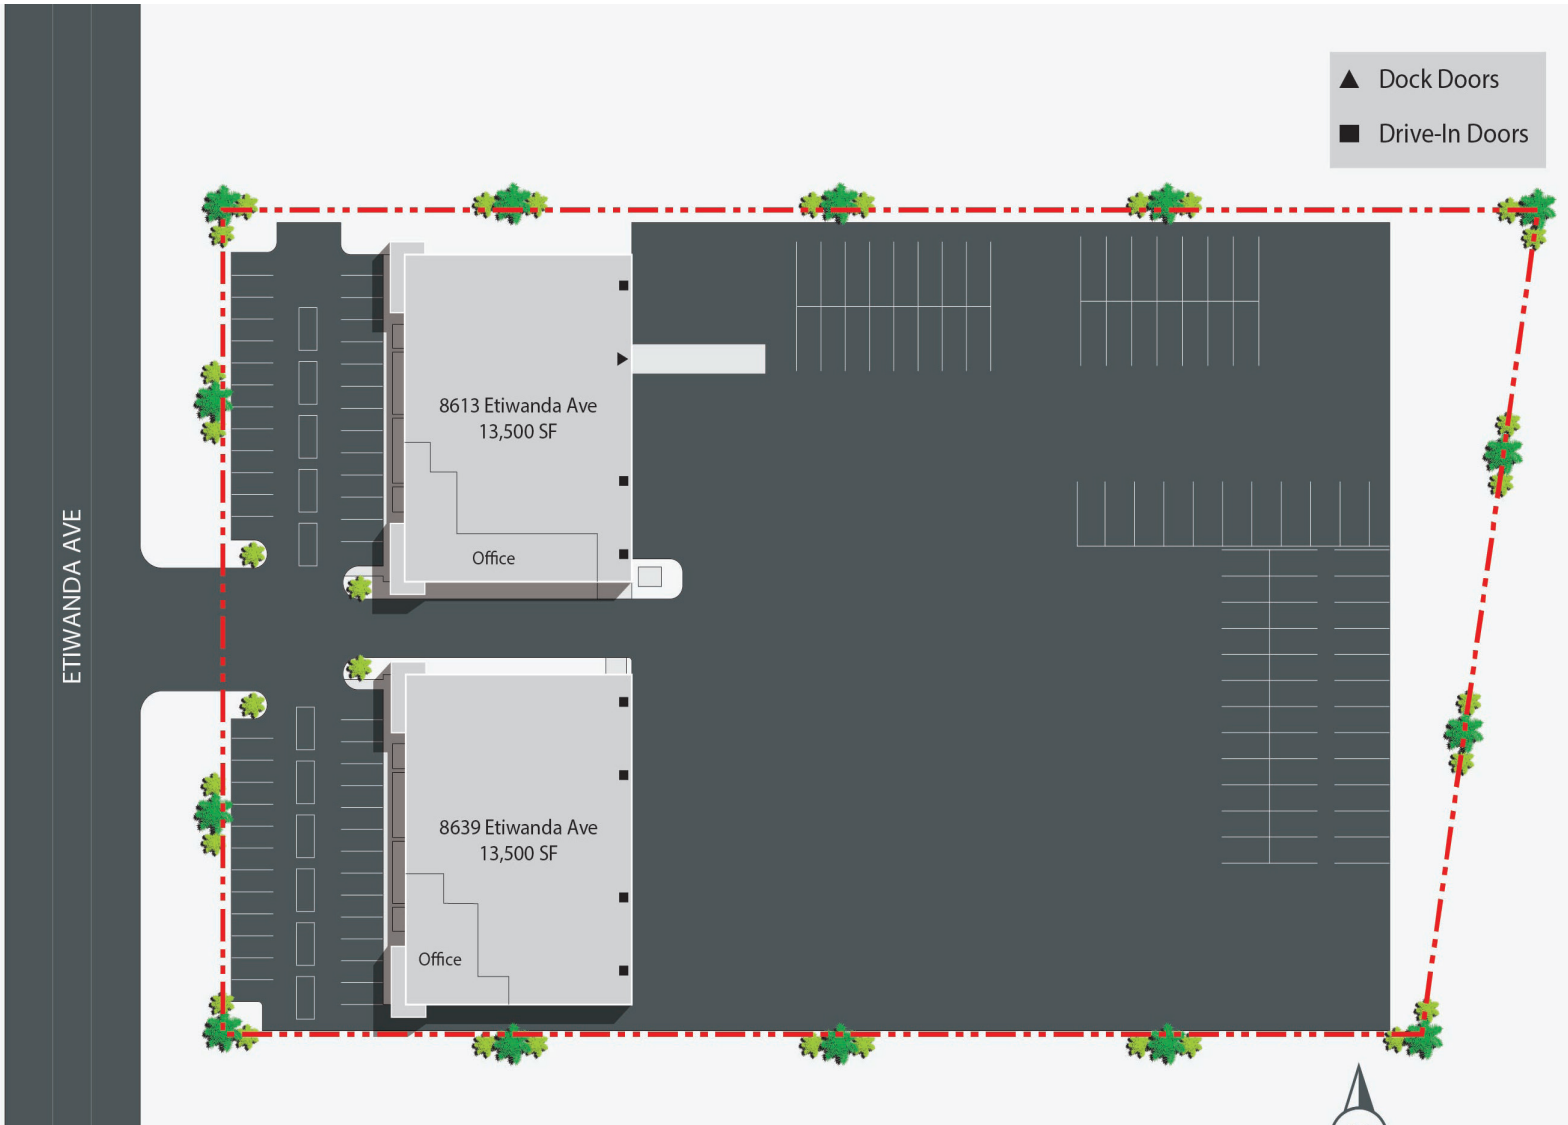 Dock Doors
Drive-In Doors
8613 Etiwanda Ave
13,500 SF
Office
ETIWANDA AVE
8639 Etiwanda Ave
13,500 SF
Office